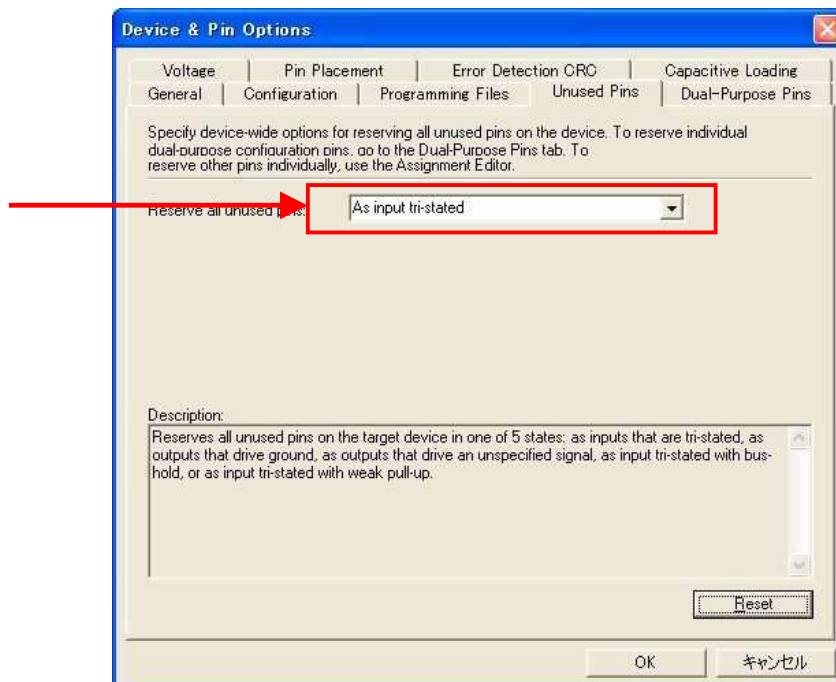 Device & Pin Options
Voltage Pin Placement Error Detection CRC Capacitive Loading
General Configuration Programming Files Unused Pins Dual-Purpose Pins
Specify device-wide options for reserving all unused pins on the device. To reserve individual
dual-purpose configuration pins, go to the Dual-Purpose Pins tab. To
reserve other pins individually, use the Assignment Editor.
Reserve all unused pins: As input tri-stated
Description:
Reserves all unused pins on the target device in one of 5 states: as inputs that are tri-stated, as
outputs that drive ground, as outputs that drive an unspecified signal, as input tri-stated with bus-
hold, or as input tri-stated with weak pull-up.
Reset
OK キャンセル